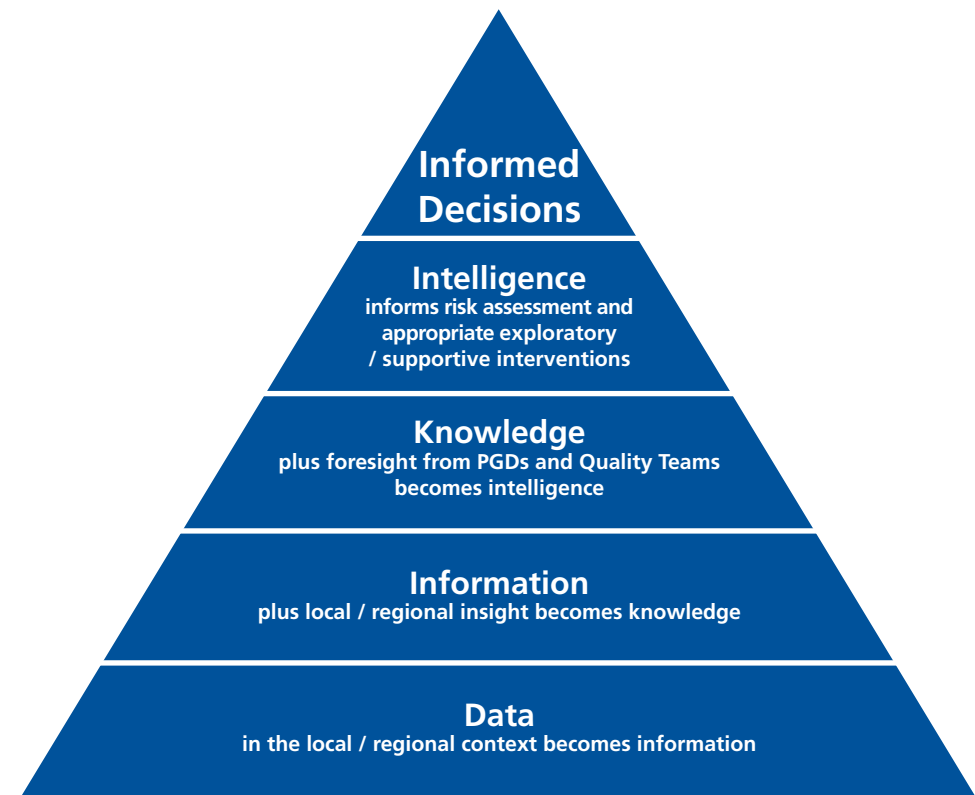 Informed
Decisions
Intelligence
informs risk assessment and
appropriate exploratory
/ supportive interventions
Knowledge
plus foresight from PGDs and Quality Teams
becomes intelligence
Information
plus local / regional insight becomes knowledge
Data
in the local / regional context becomes information